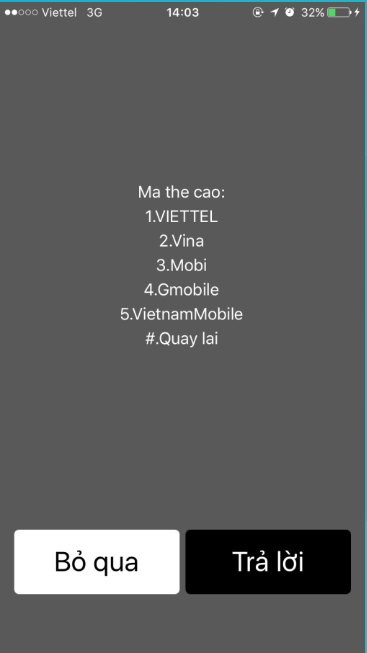 Viettel 3G 14:03 32%
Ma the cao:
1.VIETTEL
2.Vina
3.Mobi
4.Gmobile
5.VietnamMobile
#.Quay lai
Bỏ qua
Trả lời